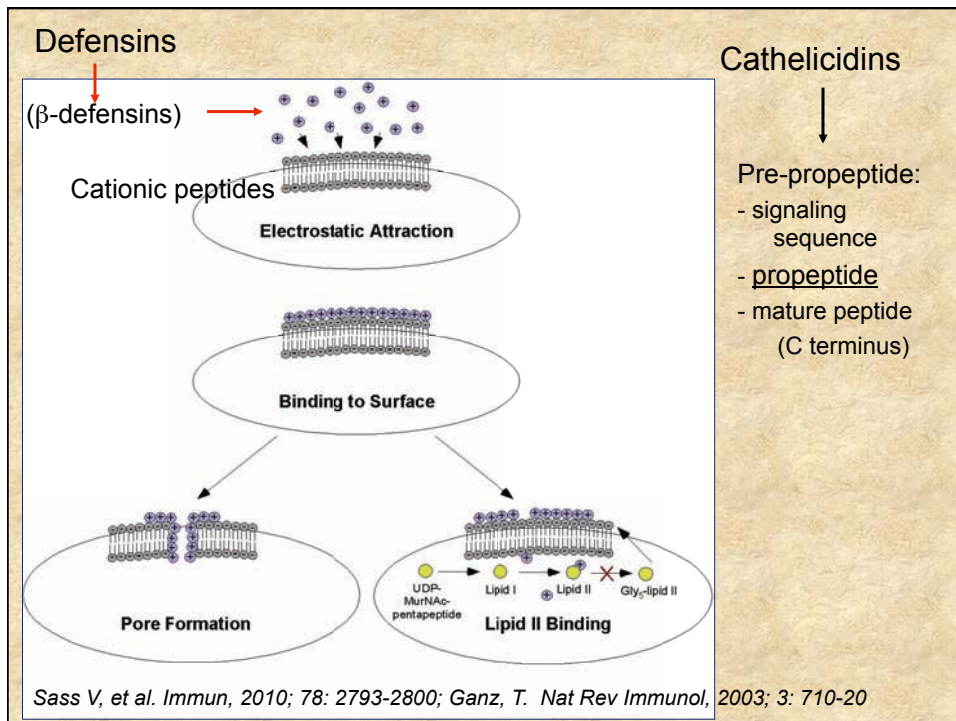 Defensins
(β-defensins)
Cationic peptides
Electrostatic Attraction
Binding to Surface
Pore Formation
UDP-
MurNAc-
pentapeptide
Lipid I
Lipid II
Gly5-lipid II
Lipid II Binding
Cathelicidins
Pre-propeptide:
- signaling
sequence
- propeptide
- mature peptide
(C terminus)
Sass V, et al. Immun, 2010; 78: 2793-2800; Ganz, T. Nat Rev Immunol, 2003; 3: 710-20